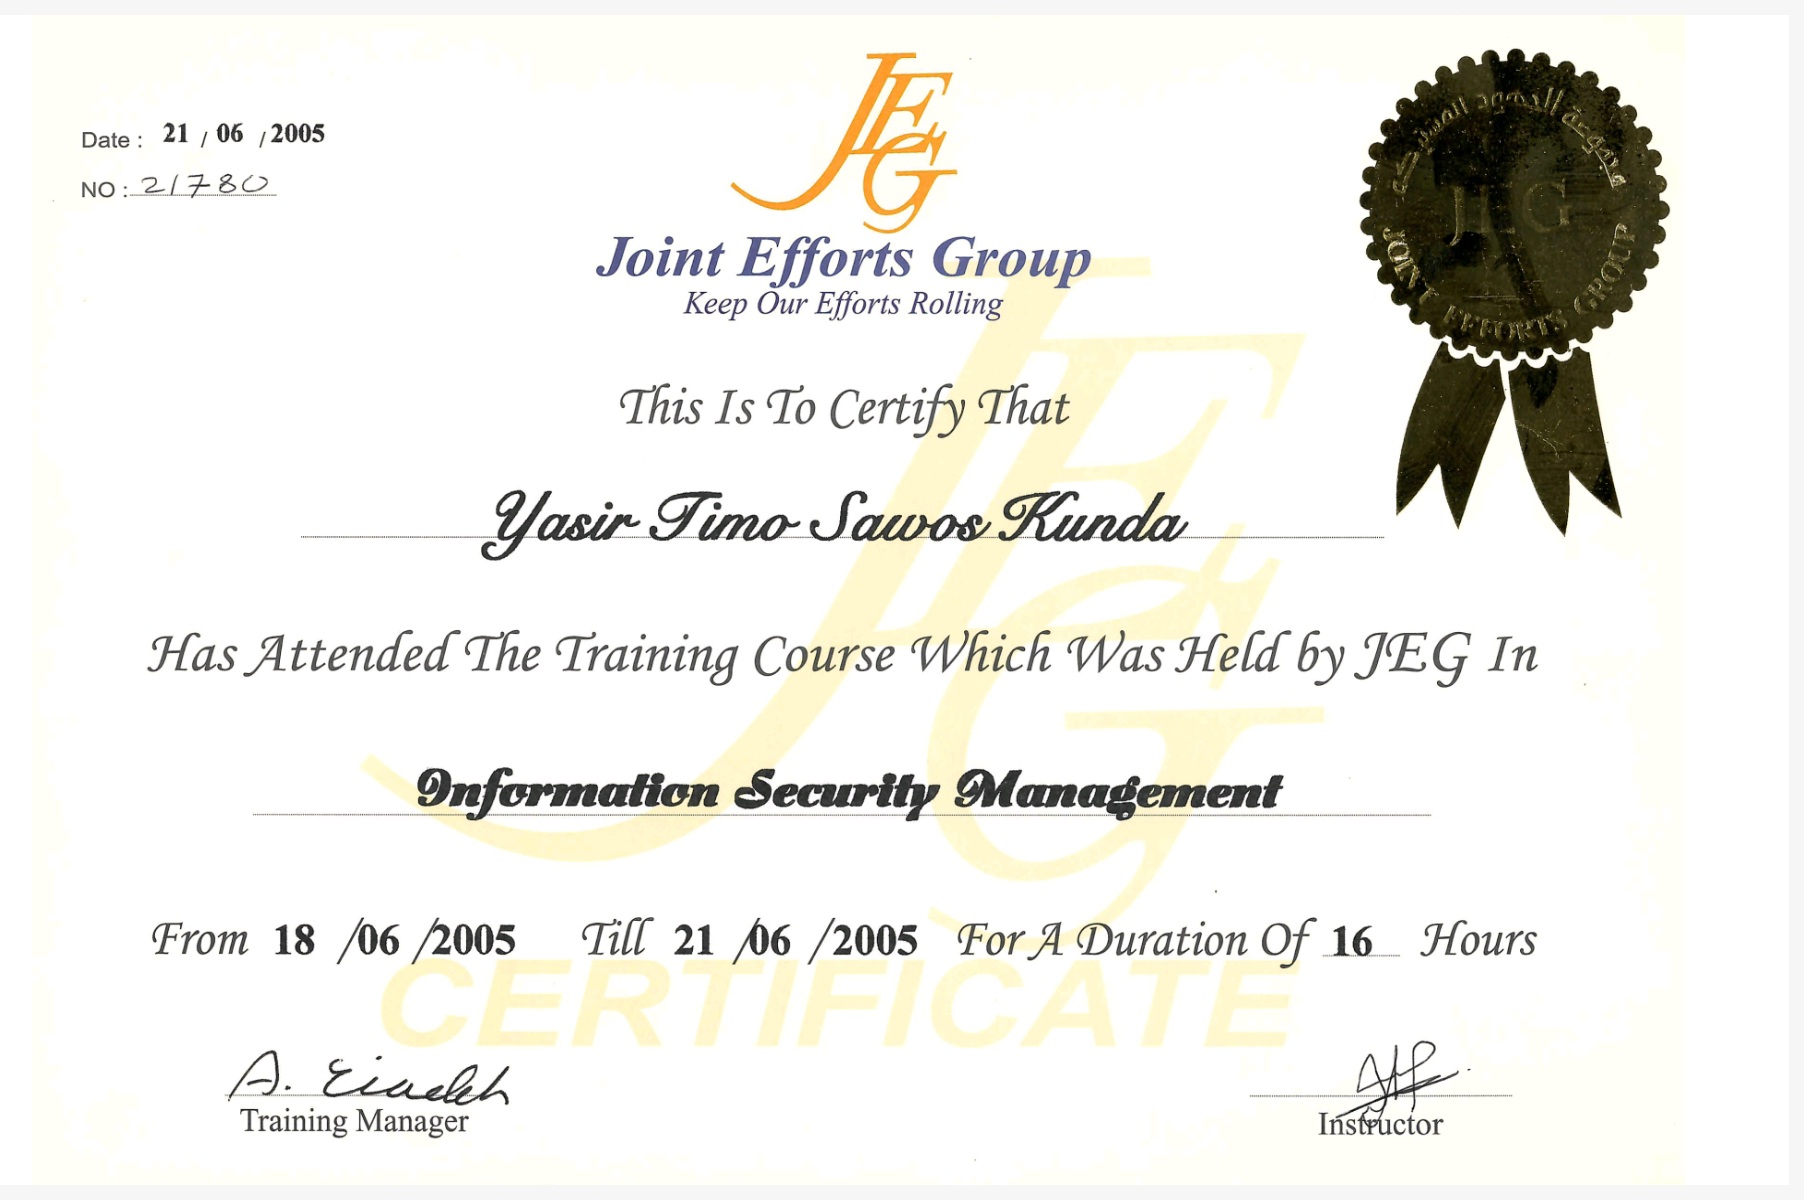 Date : 21 / 06 / 2005
NO : 21780
JEG
Joint Efforts Group
Keep Our Efforts Rolling
مجموعة الجهود المشتركة
JEG
JOINT EFFORTS GROUP
This Is To Certify That
Yasir Timo Sawos Kunda
Has Attended The Training Course Which Was Held by JEG In
Information Security Management
From 18 /06 /2005 Till 21 /06 /2005 For A Duration Of 16 Hours
JEG
CERTIFICATE
A.
Training Manager
Instructor